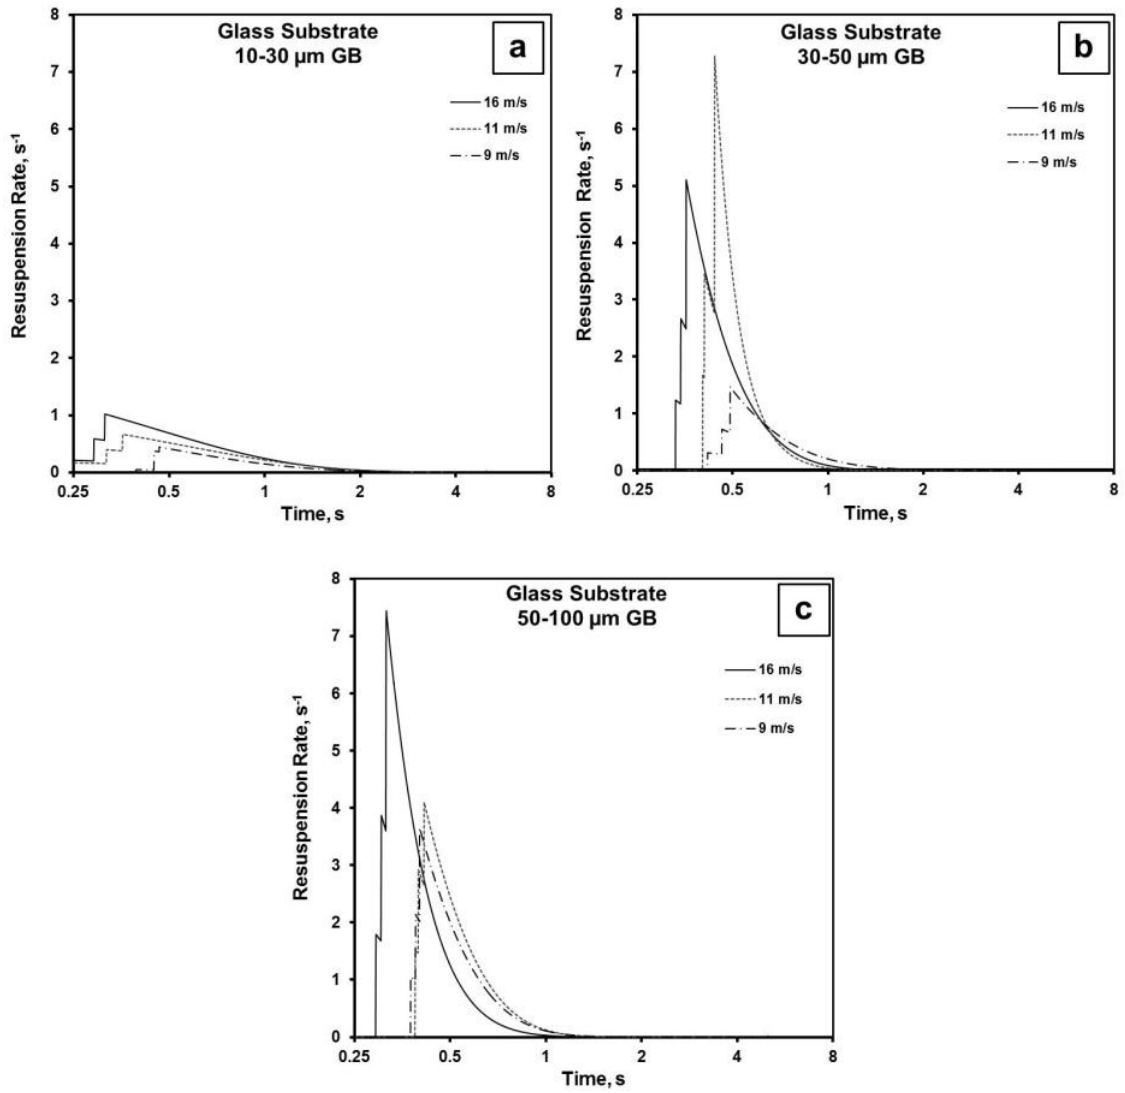 Glass Substrate
10-30 µm GB
a
16 m/s
11 m/s
9 m/s
Resuspension Rate, s-1
8
7
6
5
4
3
2
1
0
0.25
0.5
1
2
4
8
Time, s
Glass Substrate
30-50 µm GB
b
16 m/s
11 m/s
9 m/s
Resuspension Rate, s-1
8
7
6
5
4
3
2
1
0
0.25
0.5
1
2
4
8
Time, s
Glass Substrate
50-100 µm GB
c
16 m/s
11 m/s
9 m/s
Resuspension Rate, s-1
8
7
6
5
4
3
2
1
0
0.25
0.5
1
2
4
8
Time, s